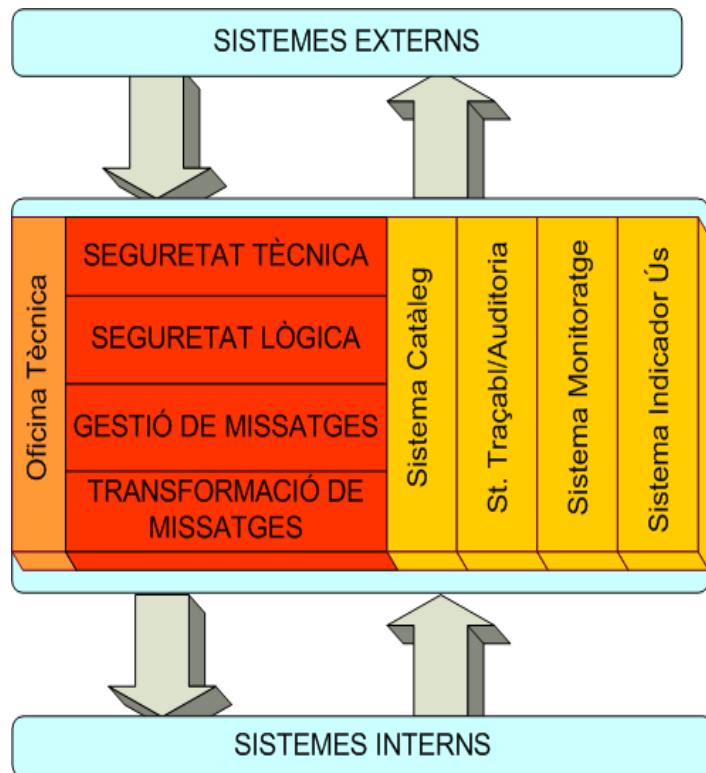 SISTEMES EXTERNS
Oficina Tècnica
SEGURETAT TÈCNICA
SEGURETAT LÒGICA
GESTIÓ DE MISSATGES
TRANSFORMACIÓ DE
MISSATGES
Sistema Catàleg
St. Traçabl/Auditoria
Sistema Monitoratge
Sistema Indicador Ús
SISTEMES INTERNS